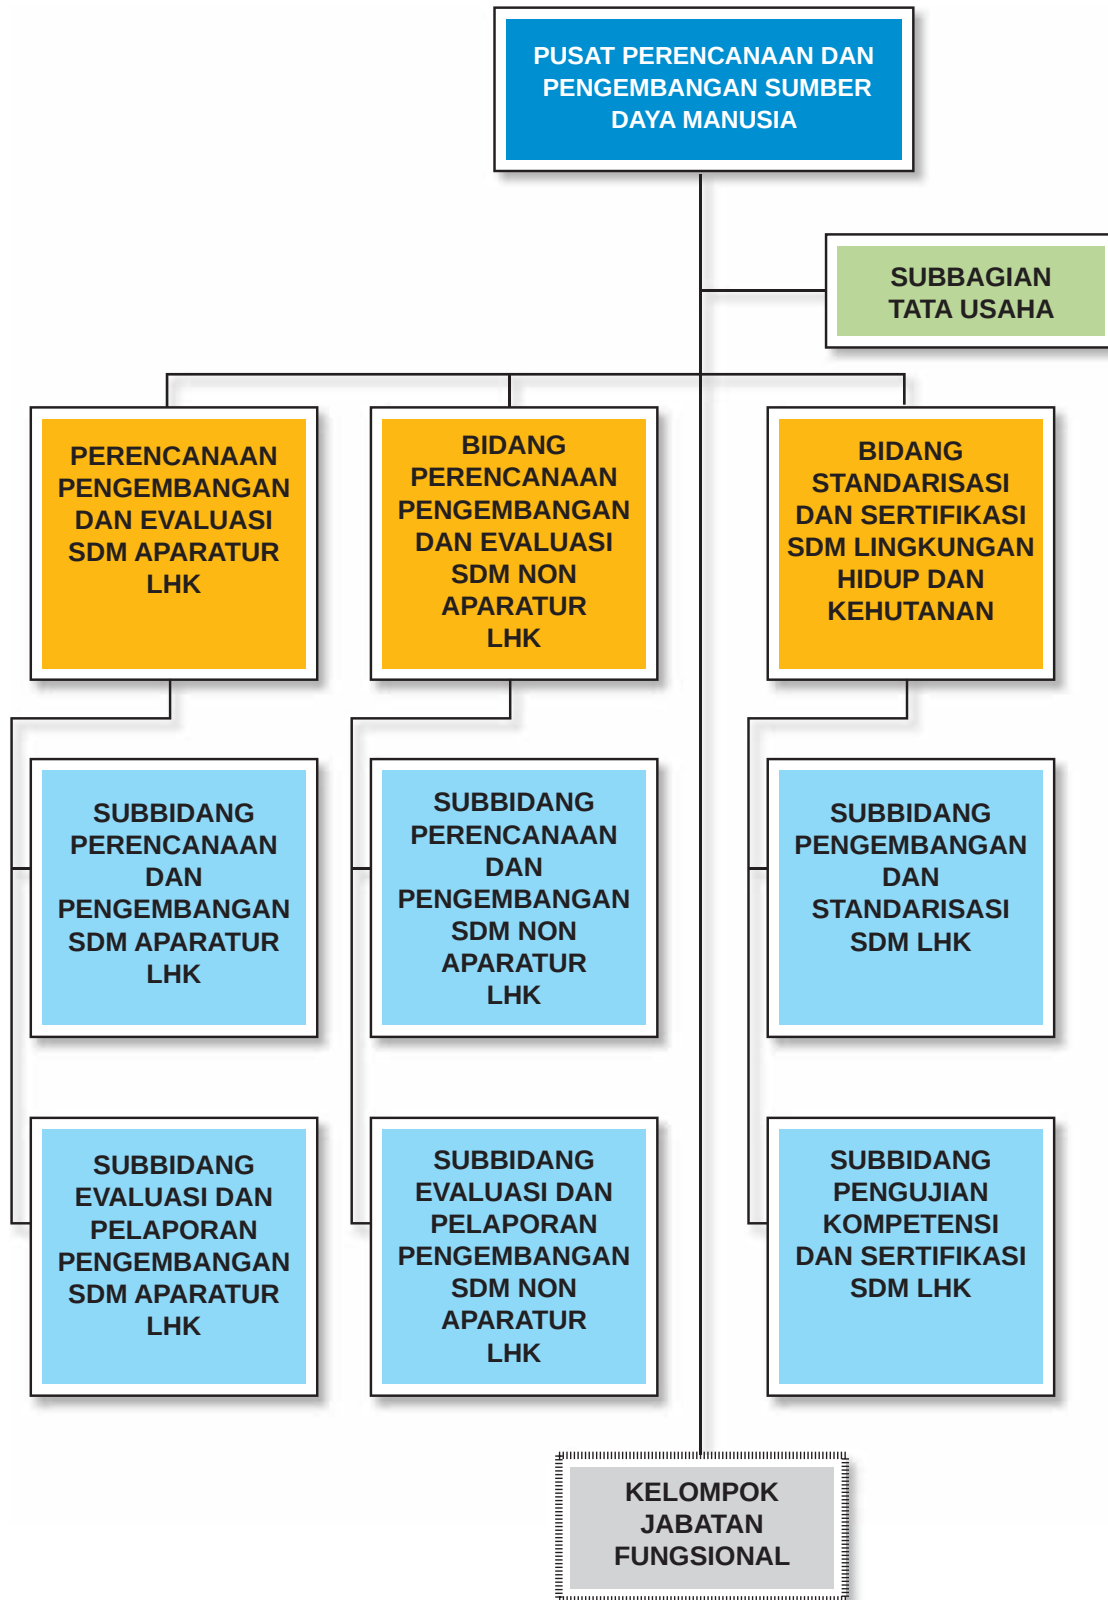 PUSAT PERENCANAAN DAN
PENGEMBANGAN SUMBER
DAYA MANUSIA
SUBBAGIAN
TATA USAHA
PERENCANAAN
PENGEMBANGAN
DAN EVALUASI
SDM APARATUR
LHK
BIDANG
PERENCANAAN
PENGEMBANGAN
DAN EVALUASI
SDM NON
APARATUR
LHK
BIDANG
STANDARISASI
DAN SERTIFIKASI
SDM LINGKUNGAN
HIDUP DAN
KEHUTANAN
SUBBIDANG
PERENCANAAN
DAN
PENGEMBANGAN
SDM APARATUR
LHK
SUBBIDANG
PERENCANAAN
DAN
PENGEMBANGAN
SDM NON
APARATUR
LHK
SUBBIDANG
PENGEMBANGAN
DAN
STANDARISASI
SDM LHK
SUBBIDANG
EVALUASI DAN
PELAPORAN
PENGEMBANGAN
SDM APARATUR
LHK
SUBBIDANG
EVALUASI DAN
PELAPORAN
PENGEMBANGAN
SDM NON
APARATUR
LHK
SUBBIDANG
PENGUJIAN
KOMPETENSI
DAN SERTIFIKASI
SDM LHK
KELOMPOK
JABATAN
FUNGSIONAL